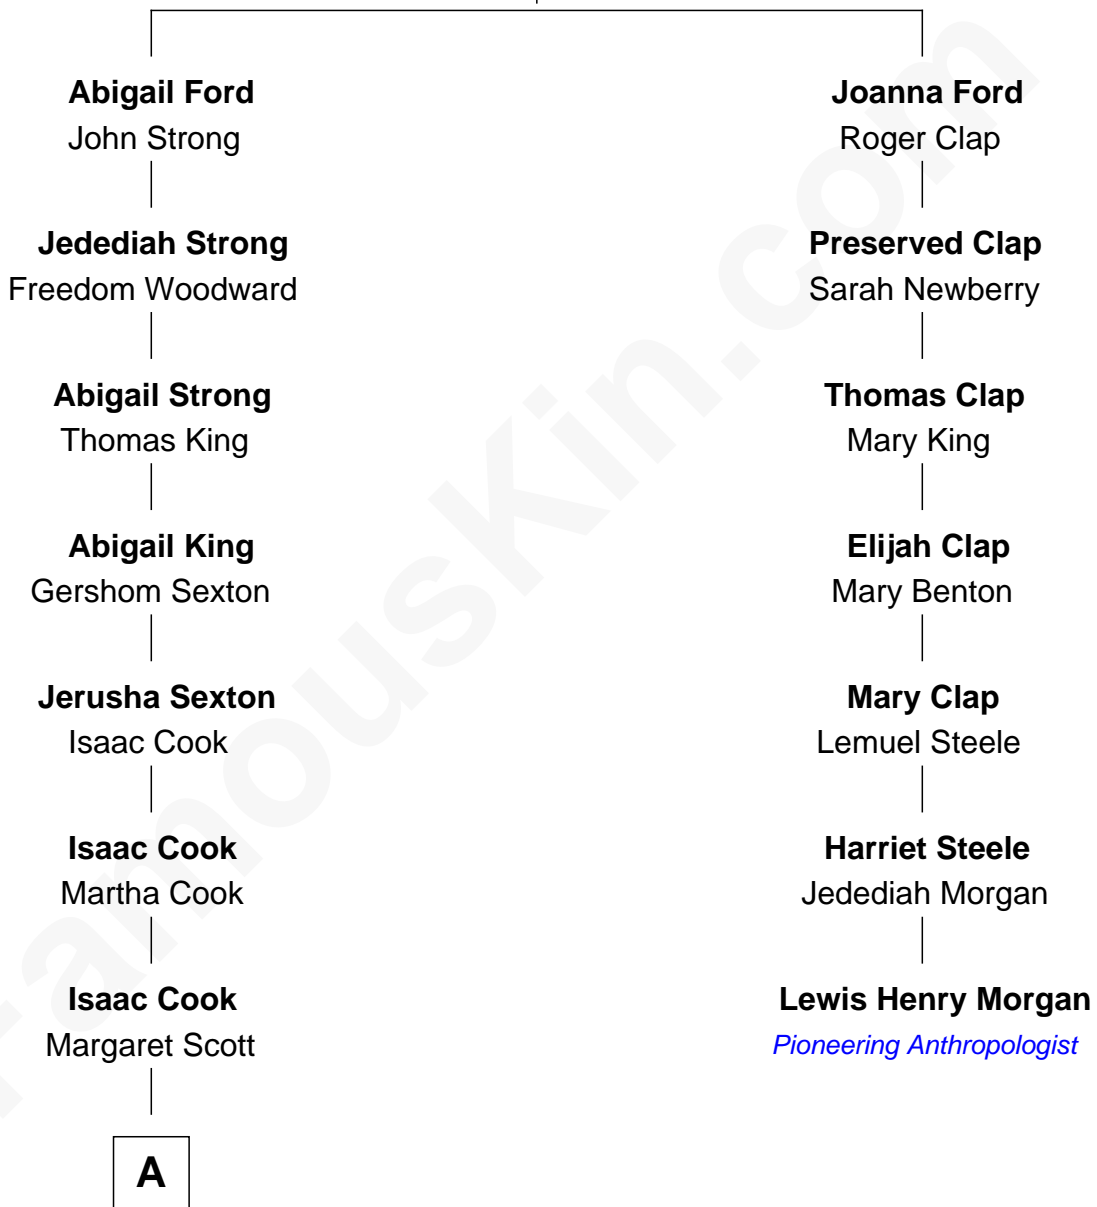 Abigail Ford
John Strong
Joanna Ford
Roger Clap
Jedediah Strong
Freedom Woodward
Preserved Clap
Sarah Newberry
Abigail Strong
Thomas King
Thomas Clap
Mary King
Abigail King
Gershom Sexton
Elijah Clap
Mary Benton
Jerusha Sexton
Isaac Cook
Mary Clap
Lemuel Steele
Isaac Cook
Martha Cook
Harriet Steele
Jedediah Morgan
Isaac Cook
Margaret Scott
Lewis Henry Morgan
Pioneering Anthropologist
A
FamousKin.com